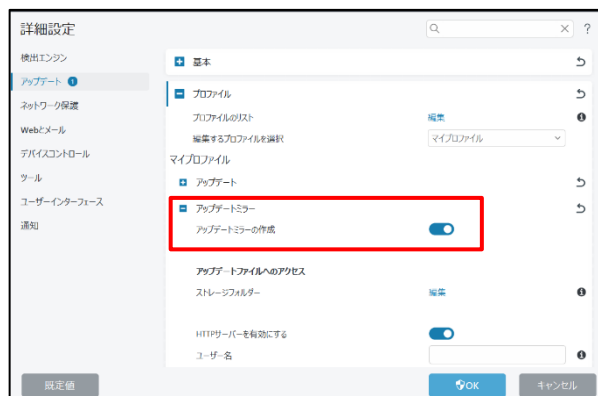 詳細設定
?
検出エンジン
アップデート 1
ネットワーク保護
Webとメール
デバイスコントロール
ツール
ユーザーインターフェース
通知
基本
プロファイル
プロファイルのリスト 編集
編集するプロファイルを選択 マイプロファイル
マイプロファイル
アップデート
アップデートミラー
アップデートミラーの作成
アップデートファイルへのアクセス
ストレージフォルダー 編集
HTTPサーバーを有効にする
ユーザー名
既定値 OK キャンセル